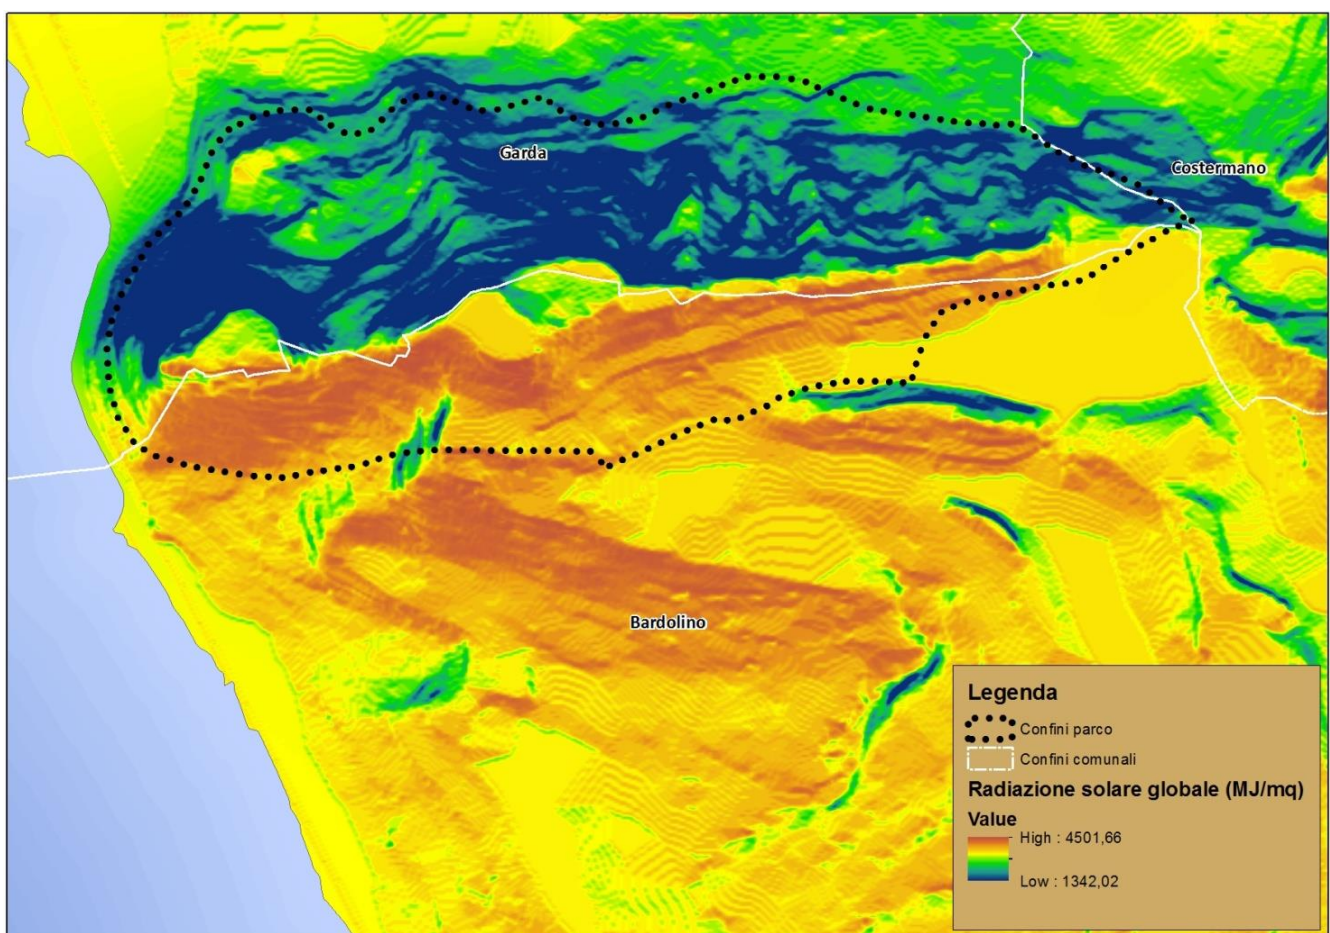 Garda
Costermano
Bardolino
Legenda
Confini parco
Confini comunali
Radiazione solare globale (MJ/mq)
Value
High : 4501,66
Low : 1342,02